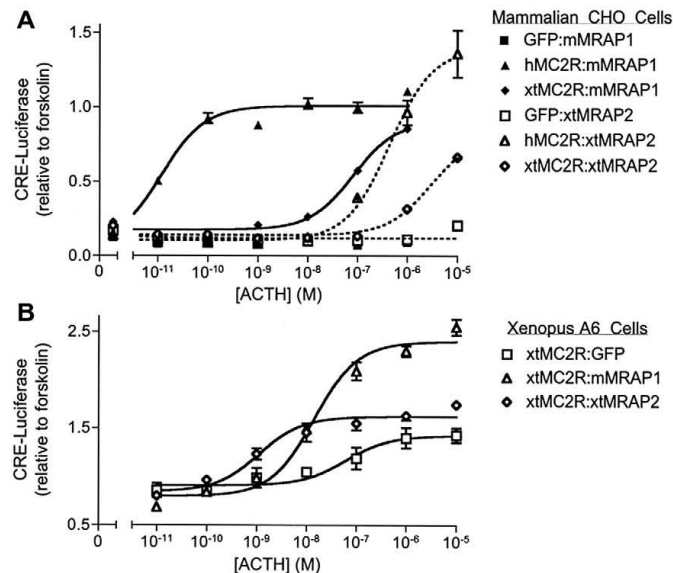 A
Mammalian CHO Cells
GFP:mMRAP1
hMC2R:mMRAP1
xtMC2R:mMRAP1
GFP:xtMRAP2
hMC2R:xtMRAP2
xtMC2R:xtMRAP2
CRE-Luciferase
(relative to forskolin)
1.5
1.0
0.5
0.0
0 10⁻¹¹ 10⁻¹⁰ 10⁻⁹ 10⁻⁸ 10⁻⁷ 10⁻⁶ 10⁻⁵
[ACTH] (M)
B
Xenopus A6 Cells
xtMC2R:GFP
xtMC2R:mMRAP1
xtMC2R:xtMRAP2
CRE-Luciferase
(relative to forskolin)
2.5
1.5
0.5
0 10⁻¹¹ 10⁻¹⁰ 10⁻⁹ 10⁻⁸ 10⁻⁷ 10⁻⁶ 10⁻⁵
[ACTH] (M)